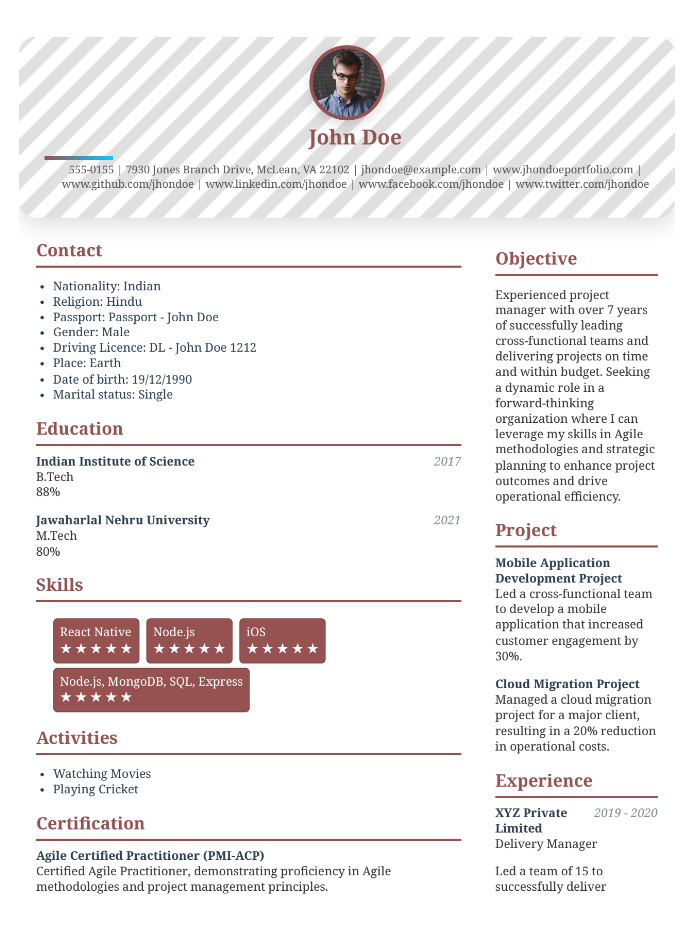 John Doe
555-0155 | 7930 Jones Branch Drive, McLean, VA 22102 | jhondoe@example.com | www.jhondoeportfolio.com |
www.github.com/jhondoe | www.linkedin.com/jhondoe | www.facebook.com/jhondoe | www.twitter.com/jhondoe
Contact
• Nationality: Indian
• Religion: Hindu
• Passport: Passport - John Doe
• Gender: Male
• Driving Licence: DL - John Doe 1212
• Place: Earth
• Date of birth: 19/12/1990
• Marital status: Single
Education
Indian Institute of Science 2017
B.Tech
88%
Jawaharlal Nehru University 2021
M.Tech
80%
Skills
React Native Node.js iOS
★★★★★ ★★★★★ ★★★★★
Node.js, MongoDB, SQL, Express
★★★★★
Activities
• Watching Movies
• Playing Cricket
Certification
Agile Certified Practitioner (PMI-ACP)
Certified Agile Practitioner, demonstrating proficiency in Agile
methodologies and project management principles.
Objective
Experienced project
manager with over 7 years
of successfully leading
cross-functional teams and
delivering projects on time
and within budget. Seeking
a dynamic role in a
forward-thinking
organization where I can
leverage my skills in Agile
methodologies and strategic
planning to enhance project
outcomes and drive
operational efficiency.
Project
Mobile Application
Development Project
Led a cross-functional team
to develop a mobile
application that increased
customer engagement by
30%.
Cloud Migration Project
Managed a cloud migration
project for a major client,
resulting in a 20% reduction
in operational costs.
Experience
XYZ Private 2019 - 2020
Limited
Delivery Manager
Led a team of 15 to
successfully deliver